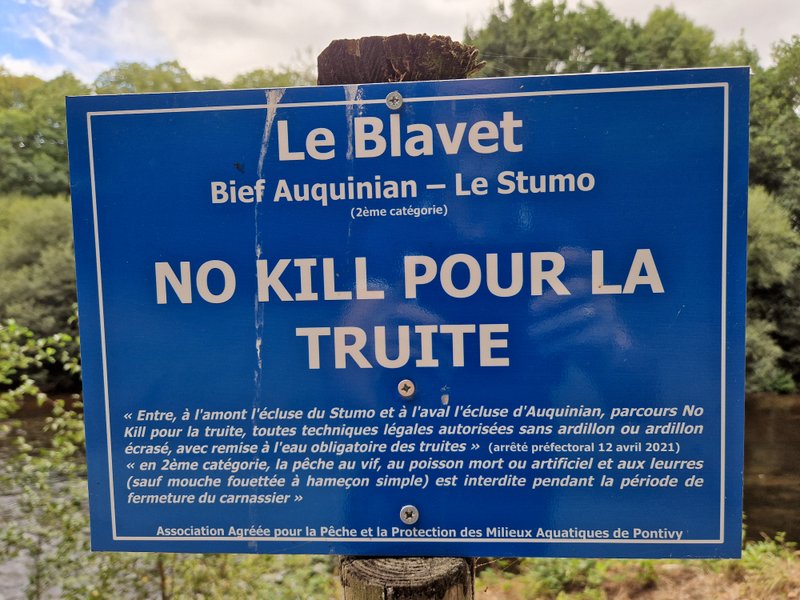 Le Blavet
Bief Auquinian – Le Stumo
(2ème catégorie)
NO KILL POUR LA
TRUITE
« Entre, à l'amont l'écluse du Stumo et à l'aval l'écluse d'Auquinian, parcours No
Kill pour la truite, toutes techniques légales autorisées sans ardillon ou ardillon
écrasé, avec remise à l'eau obligatoire des truites » (arrêté préfectoral 12 avril 2021)
« en 2ème catégorie, la pêche au vif, au poisson mort ou artificiel et aux leurres
(sauf mouche fouettée à hameçon simple) est interdite pendant la période de
fermeture du carnassier »
Association Agréée pour la Pêche et la Protection des Milieux Aquatiques de Pontivy